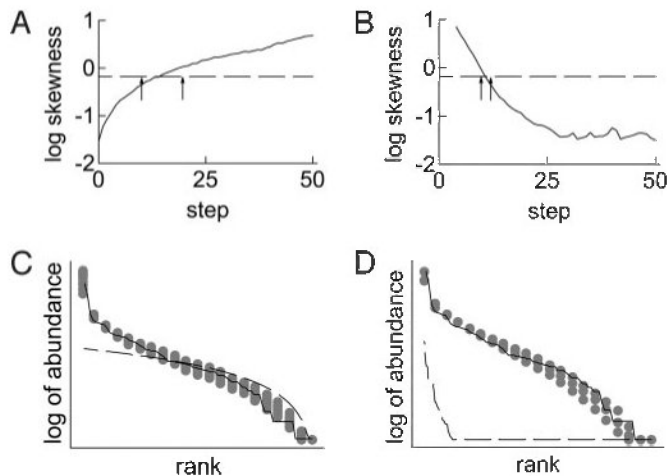 A
log skewness
1
0
-1
-2
0
25
50
step
B
log skewness
1
0
-1
-2
0
25
50
step
C
log of abundance
rank
D
log of abundance
rank